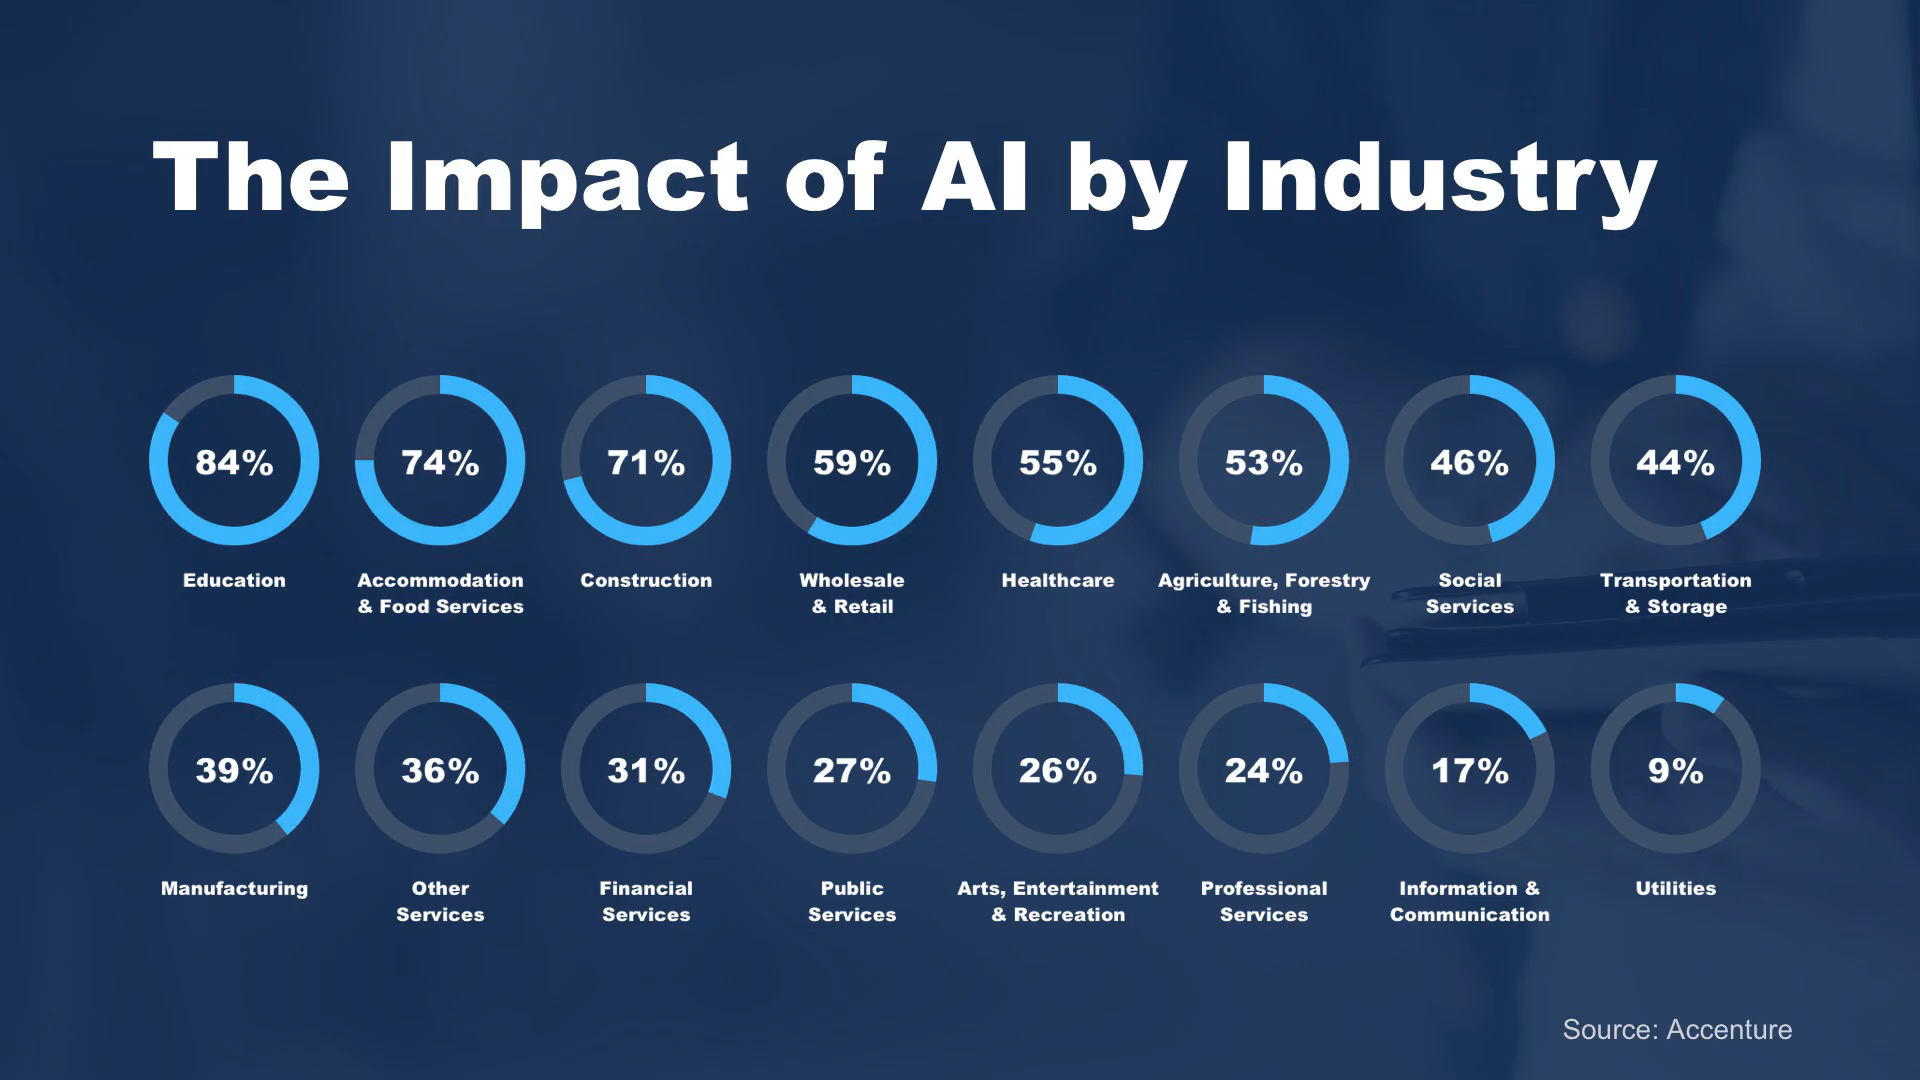 The Impact of AI by Industry
84%
Education
74%
Accommodation
& Food Services
71%
Construction
59%
Wholesale
& Retail
55%
Healthcare
53%
Agriculture, Forestry
& Fishing
46%
Social
Services
44%
Transportation
& Storage
39%
Manufacturing
36%
Other
Services
31%
Financial
Services
27%
Public
Services
26%
Arts, Entertainment
& Recreation
24%
Professional
Services
17%
Information &
Communication
9%
Utilities
Source: Accenture